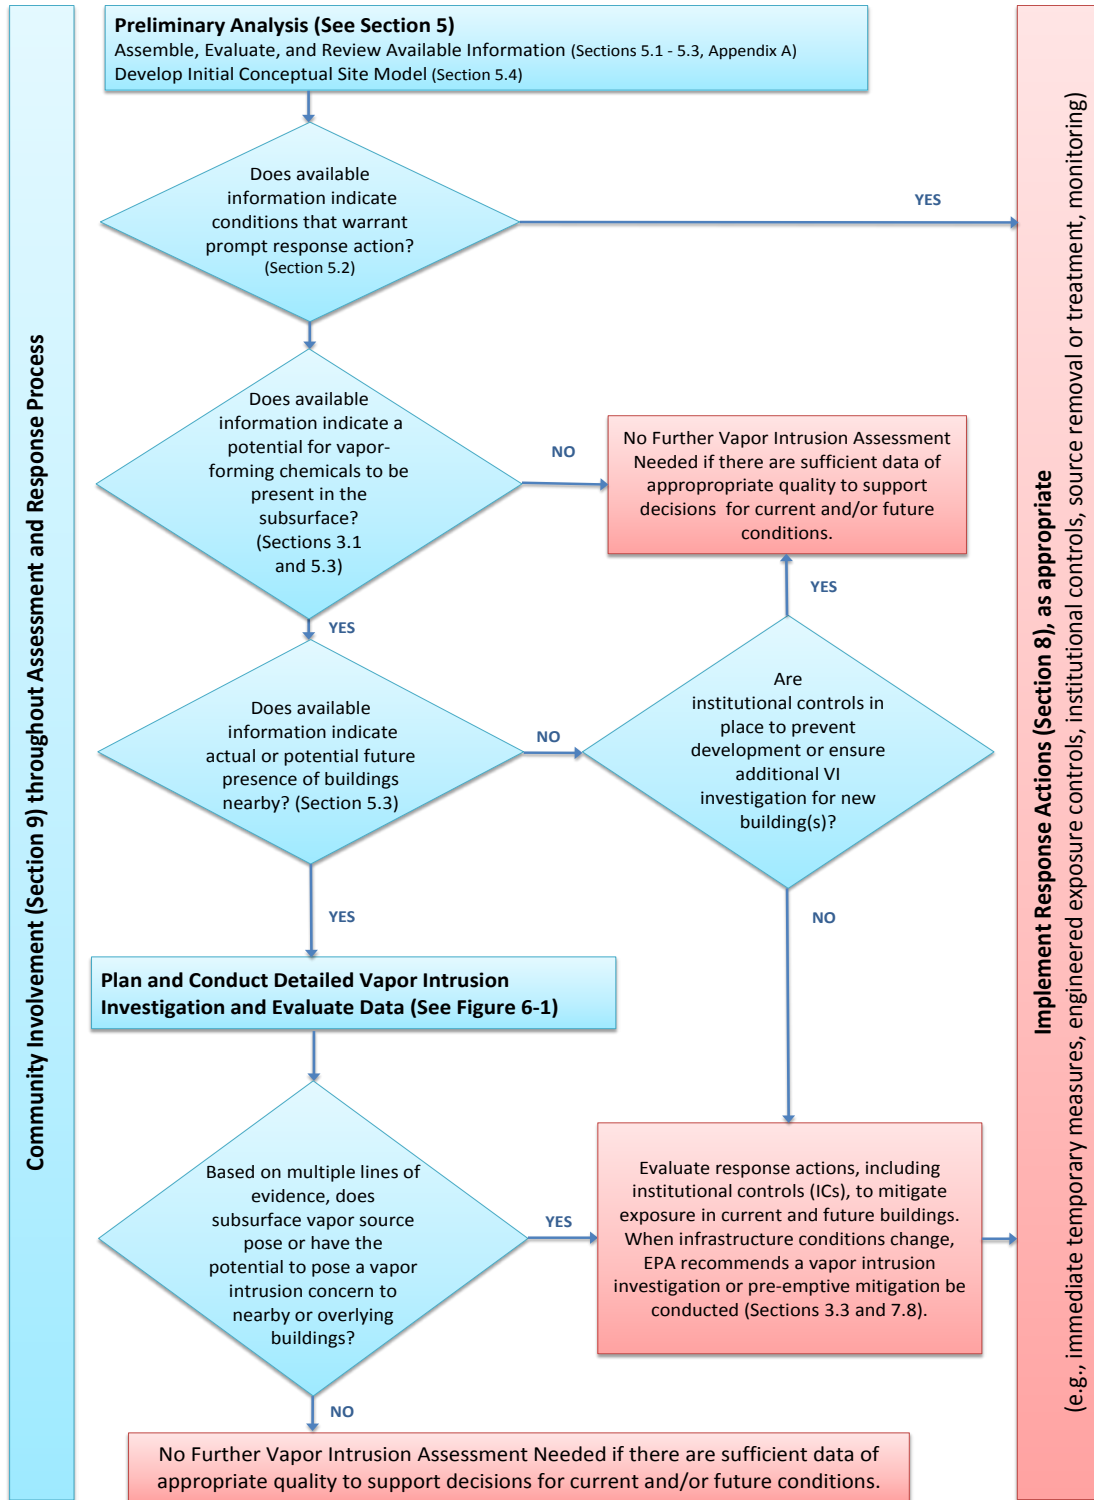 Community Involvement (Section 9) throughout Assessment and Response Process
Preliminary Analysis (See Section 5)
Assemble, Evaluate, and Review Available Information (Sections 5.1 - 5.3, Appendix A)
Develop Initial Conceptual Site Model (Section 5.4)
Does available
information indicate
conditions that warrant
prompt response action?
(Section 5.2)
YES
Does available
information indicate a
potential for vapor-
forming chemicals to be
present in the
subsurface?
(Sections 3.1
and 5.3)
NO
No Further Vapor Intrusion Assessment
Needed if there are sufficient data of
appropropriate quality to support
decisions for current and/or future
conditions.
YES
YES
Does available
information indicate
actual or potential future
presence of buildings
nearby? (Section 5.3)
NO
Are
institutional controls in
place to prevent
development or ensure
additional VI
investigation for new
building(s)?
YES
NO
Plan and Conduct Detailed Vapor Intrusion
Investigation and Evaluate Data (See Figure 6-1)
Based on multiple lines of
evidence, does
subsurface vapor source
pose or have the
potential to pose a vapor
intrusion concern to
nearby or overlying
buildings?
YES
Evaluate response actions, including
institutional controls (ICs), to mitigate
exposure in current and future buildings.
When infrastructure conditions change,
EPA recommends a vapor intrusion
investigation or pre-emptive mitigation be
conducted (Sections 3.3 and 7.8).
NO
No Further Vapor Intrusion Assessment Needed if there are sufficient data of
appropriate quality to support decisions for current and/or future conditions.
Implement Response Actions (Section 8), as appropriate
(e.g., immediate temporary measures, engineered exposure controls, institutional controls, source removal or treatment, monitoring)